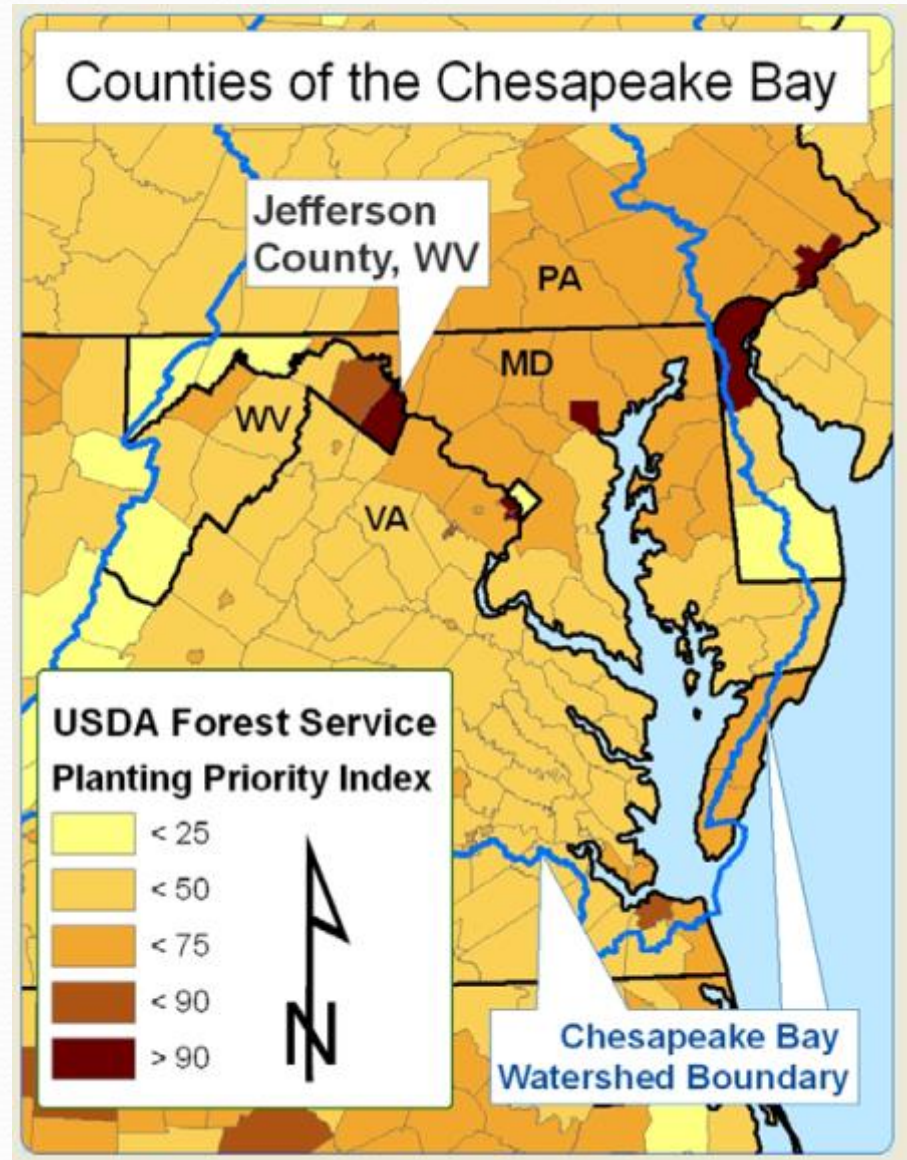 Counties of the Chesapeake Bay
Jefferson
County, WV
PA
MD
WV
VA
USDA Forest Service
Planting Priority Index
< 25
< 50
< 75
< 90
> 90
N
Chesapeake Bay
Watershed Boundary